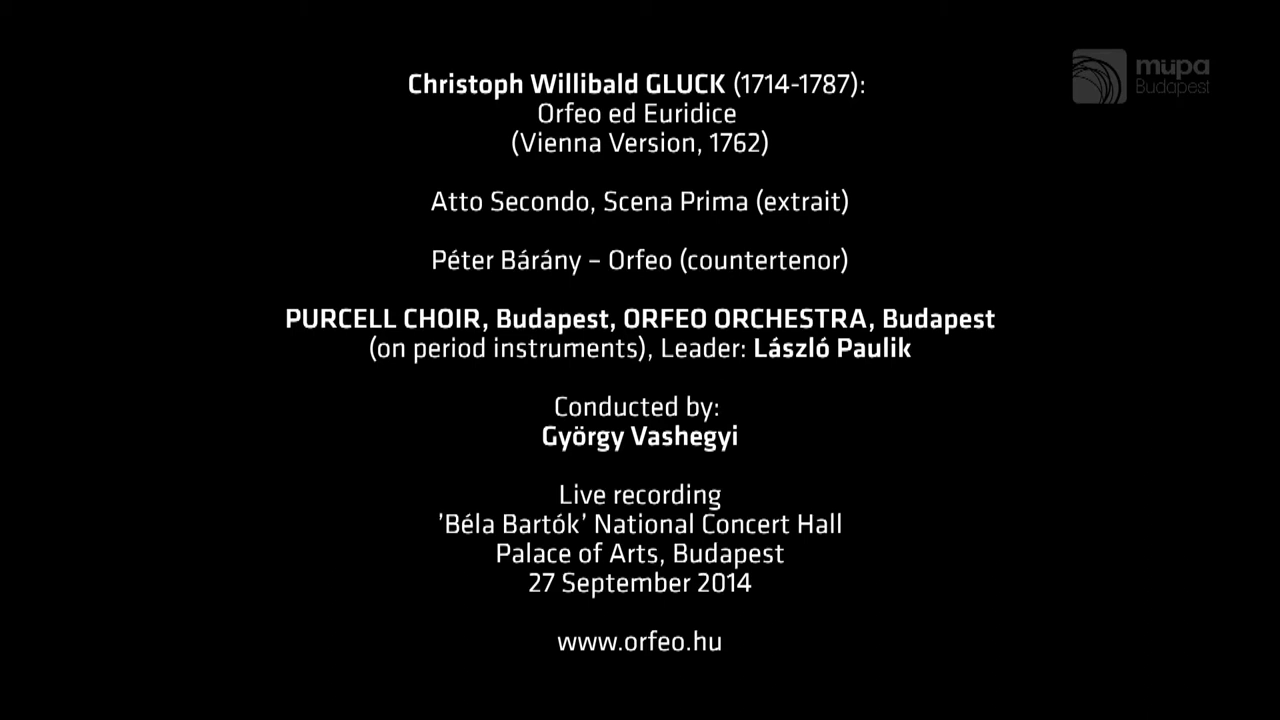 Christoph Willibald GLUCK (1714-1787):
Orfeo ed Euridice
(Vienna Version, 1762)
Atto Secondo, Scena Prima (extrait)
Péter Bárány – Orfeo (countertenor)
PURCELL CHOIR, Budapest, ORFEO ORCHESTRA, Budapest
(on period instruments), Leader: László Paulik
Conducted by:
György Vashegyi
Live recording
’Béla Bartók’ National Concert Hall
Palace of Arts, Budapest
27 September 2014
www.orfeo.hu
müpa
Budapest